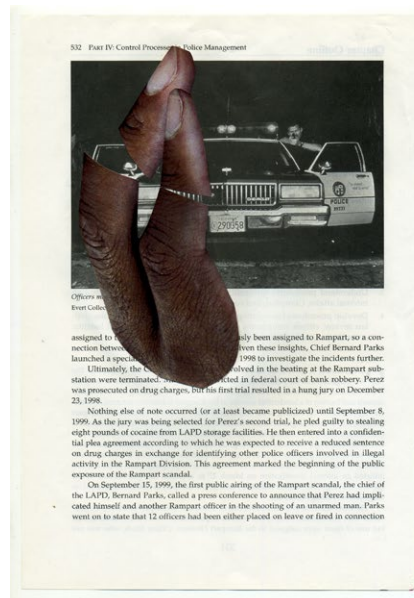 532 PART IV: Control Processes in Police Management
290358
POLICE
Officers m
Evert Collec
assigned to r sly been assigned to Rampart, so a con-
nection betwee iven these insights, Chief Bernard Parks
launched a specia 1998 to investigate the incidents further.
Ultimately, the C olved in the beating at the Rampart sub-
station were terminated. icted in federal court of bank robbery. Perez
was prosecuted on drug charges, but his first trial resulted in a hung jury on December
23, 1998.
Nothing else of note occurred (or at least became publicized) until September 8,
1999. As the jury was being selected for Perez's second trial, he pled guilty to stealing
eight pounds of cocaine from LAPD storage facilities. He then entered into a confiden-
tial plea agreement according to which he was expected to receive a reduced sentence
on drug charges in exchange for identifying other police officers involved in illegal
activity in the Rampart Division. This agreement marked the beginning of the public
exposure of the Rampart scandal.
On September 15, 1999, the first public airing of the Rampart scandal, the chief of
the LAPD, Bernard Parks, called a press conference to announce that Perez had impli-
cated himself and another Rampart officer in the shooting of an unarmed man. Parks
went on to state that 12 officers had been either placed on leave or fired in connection